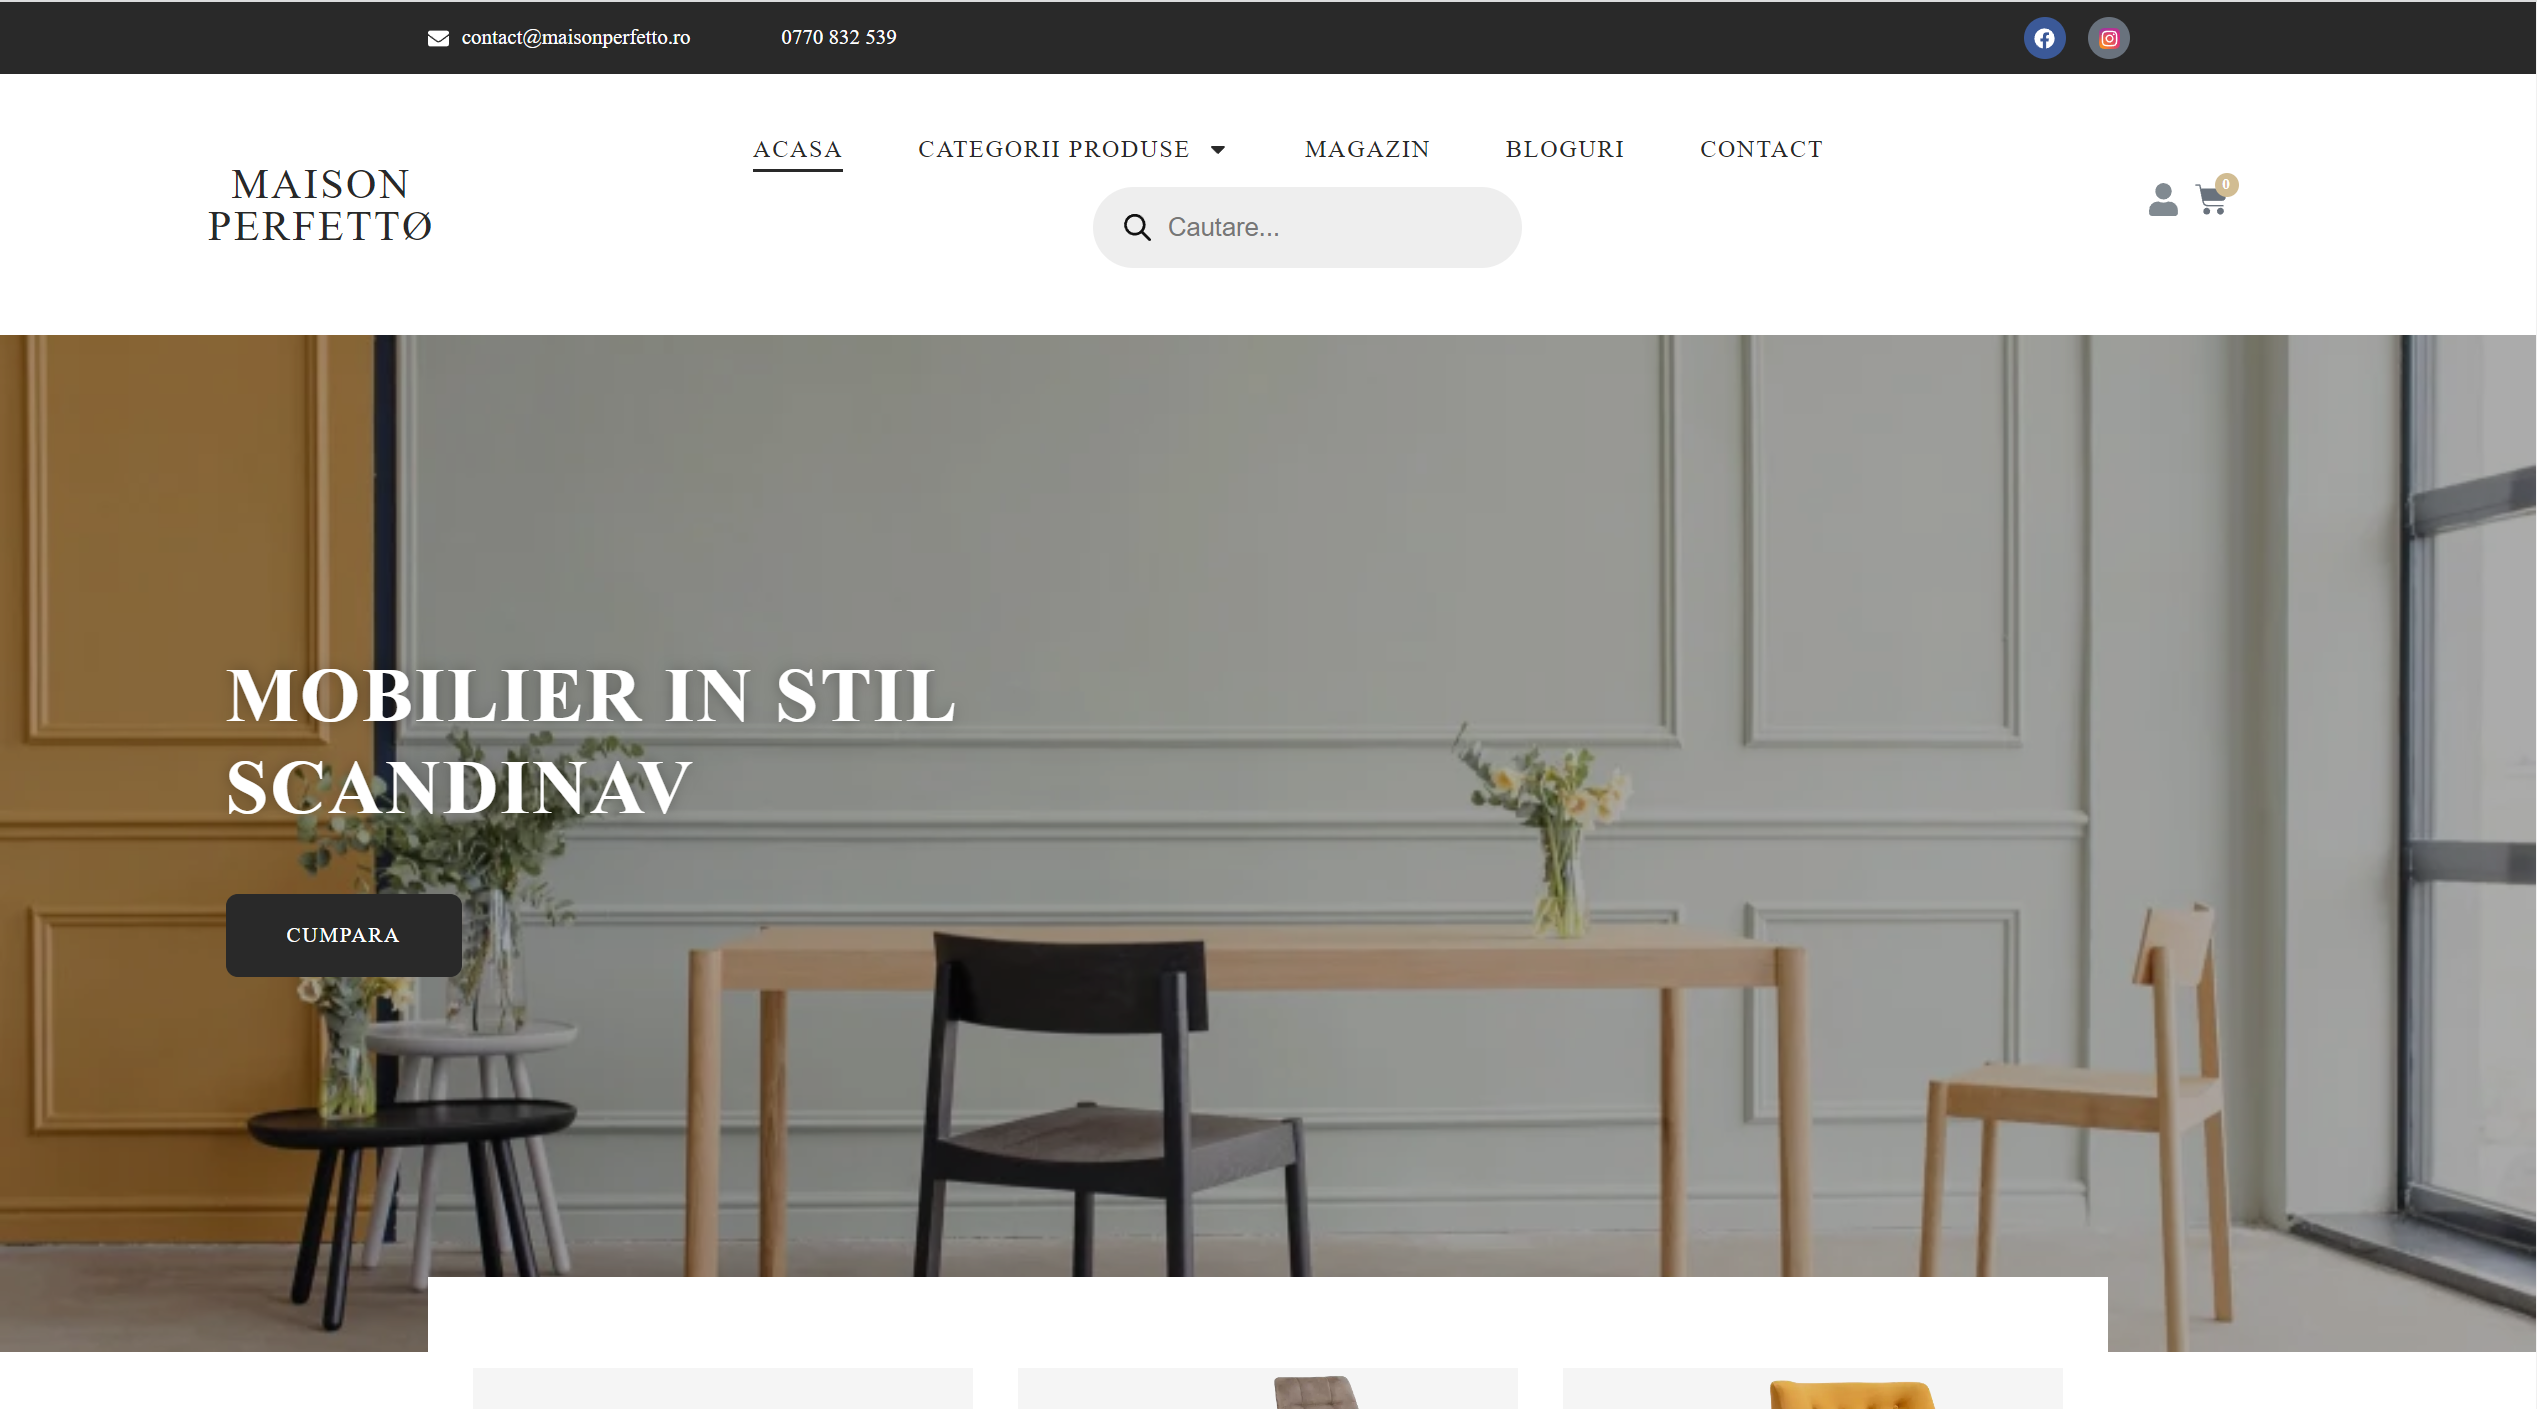 contact@maisonperfetto.ro
0770 832 539
ACASA
CATEGORII PRODUSE
MAGAZIN
BLOGURI
CONTACT
MAISON
PERFETTØ
Cautare...
0
MOBILIER IN STIL
SCANDINAV
CUMPARA